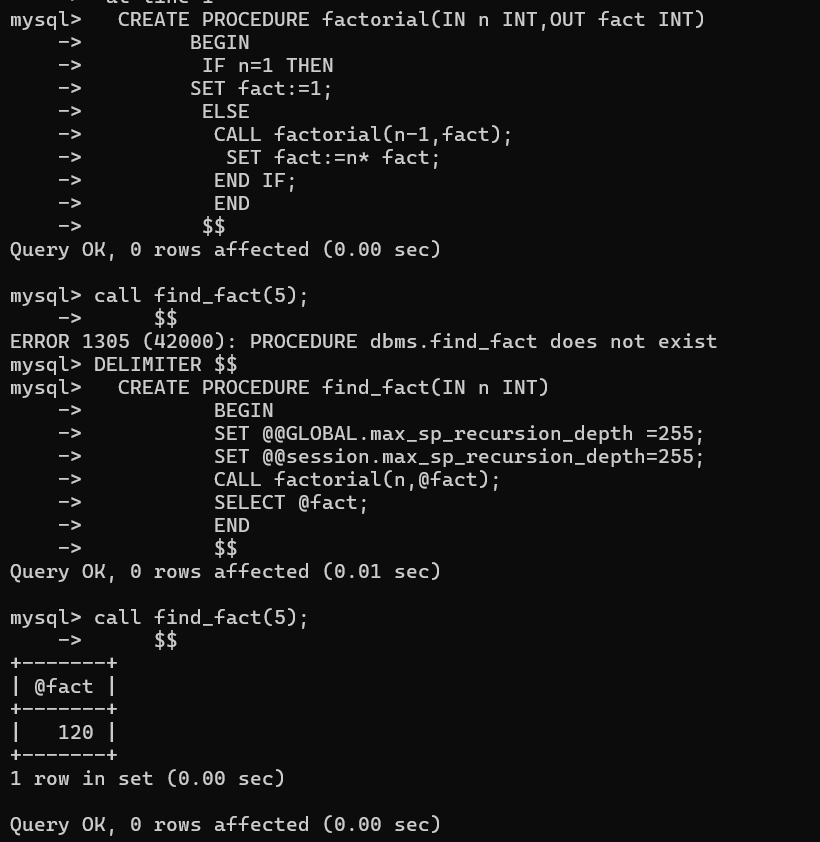 mysql>   CREATE PROCEDURE factorial(IN n INT,OUT fact INT)
    ->         BEGIN
    ->          IF n=1 THEN
    ->         SET fact:=1;
    ->          ELSE
    ->           CALL factorial(n-1,fact);
    ->            SET fact:=n* fact;
    ->           END IF;
    ->           END
    ->          $$
Query OK, 0 rows affected (0.00 sec)

mysql> call find_fact(5);
    ->      $$
ERROR 1305 (42000): PROCEDURE dbms.find_fact does not exist
mysql> DELIMITER $$
mysql>   CREATE PROCEDURE find_fact(IN n INT)
    ->           BEGIN
    ->           SET @@GLOBAL.max_sp_recursion_depth =255;
    ->           SET @@session.max_sp_recursion_depth=255;
    ->           CALL factorial(n,@fact);
    ->           SELECT @fact;
    ->           END
    ->           $$
Query OK, 0 rows affected (0.01 sec)

mysql> call find_fact(5);
    ->      $$
+-------+
| @fact |
+-------+
|   120 |
+-------+
1 row in set (0.00 sec)

Query OK, 0 rows affected (0.00 sec)